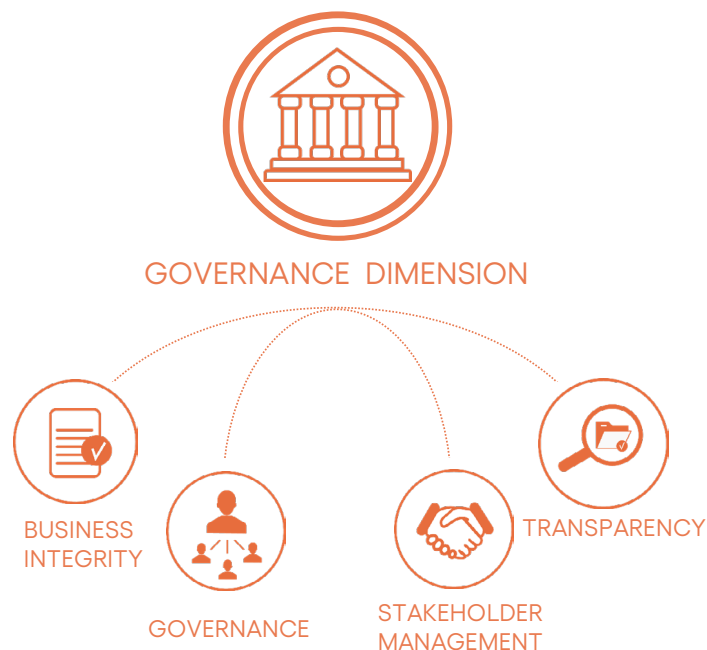 GOVERNANCE DIMENSION
BUSINESS
INTEGRITY
GOVERNANCE
STAKEHOLDER
MANAGEMENT
TRANSPARENCY